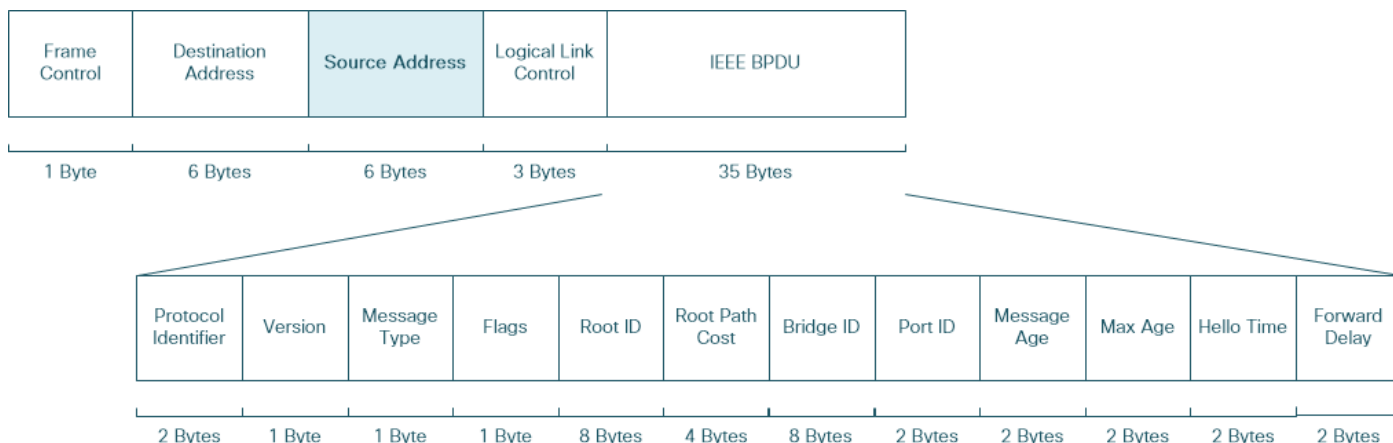 Frame
Control
Destination
Address
Source Address
Logical Link
Control
IEEE BPDU
1 Byte
6 Bytes
6 Bytes
3 Bytes
35 Bytes
Protocol
Identifier
Version
Message
Type
Flags
Root ID
Root Path
Cost
Bridge ID
Port ID
Message
Age
Max Age
Hello Time
Forward
Delay
2 Bytes
1 Byte
1 Byte
1 Byte
8 Bytes
4 Bytes
8 Bytes
2 Bytes
2 Bytes
2 Bytes
2 Bytes
2 Bytes